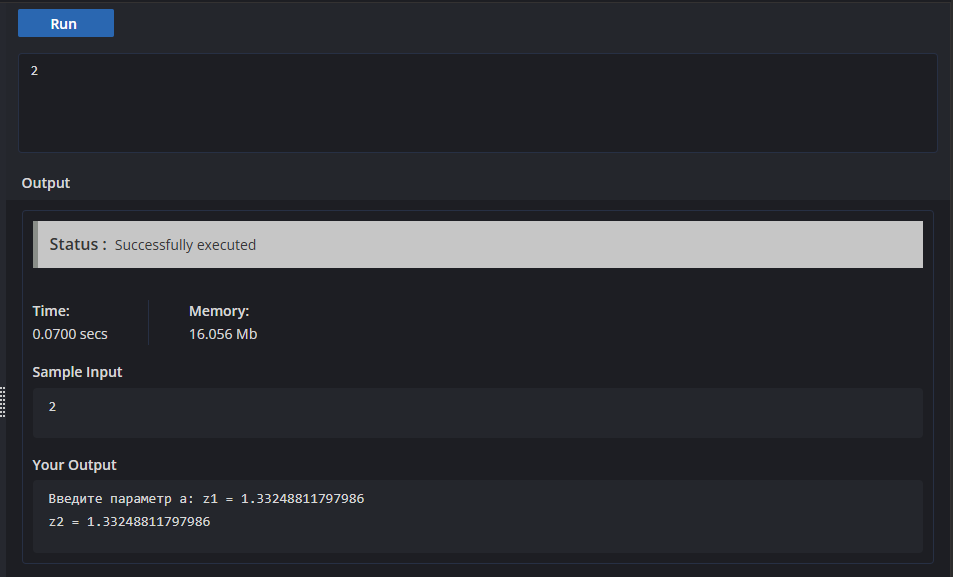 Run
2
Output
Status : Successfully executed
Time:
0.0700 secs
Memory:
16.056 Mb
Sample Input
2
Your Output
Введите параметр a: z1 = 1.33248811797986
z2 = 1.33248811797986